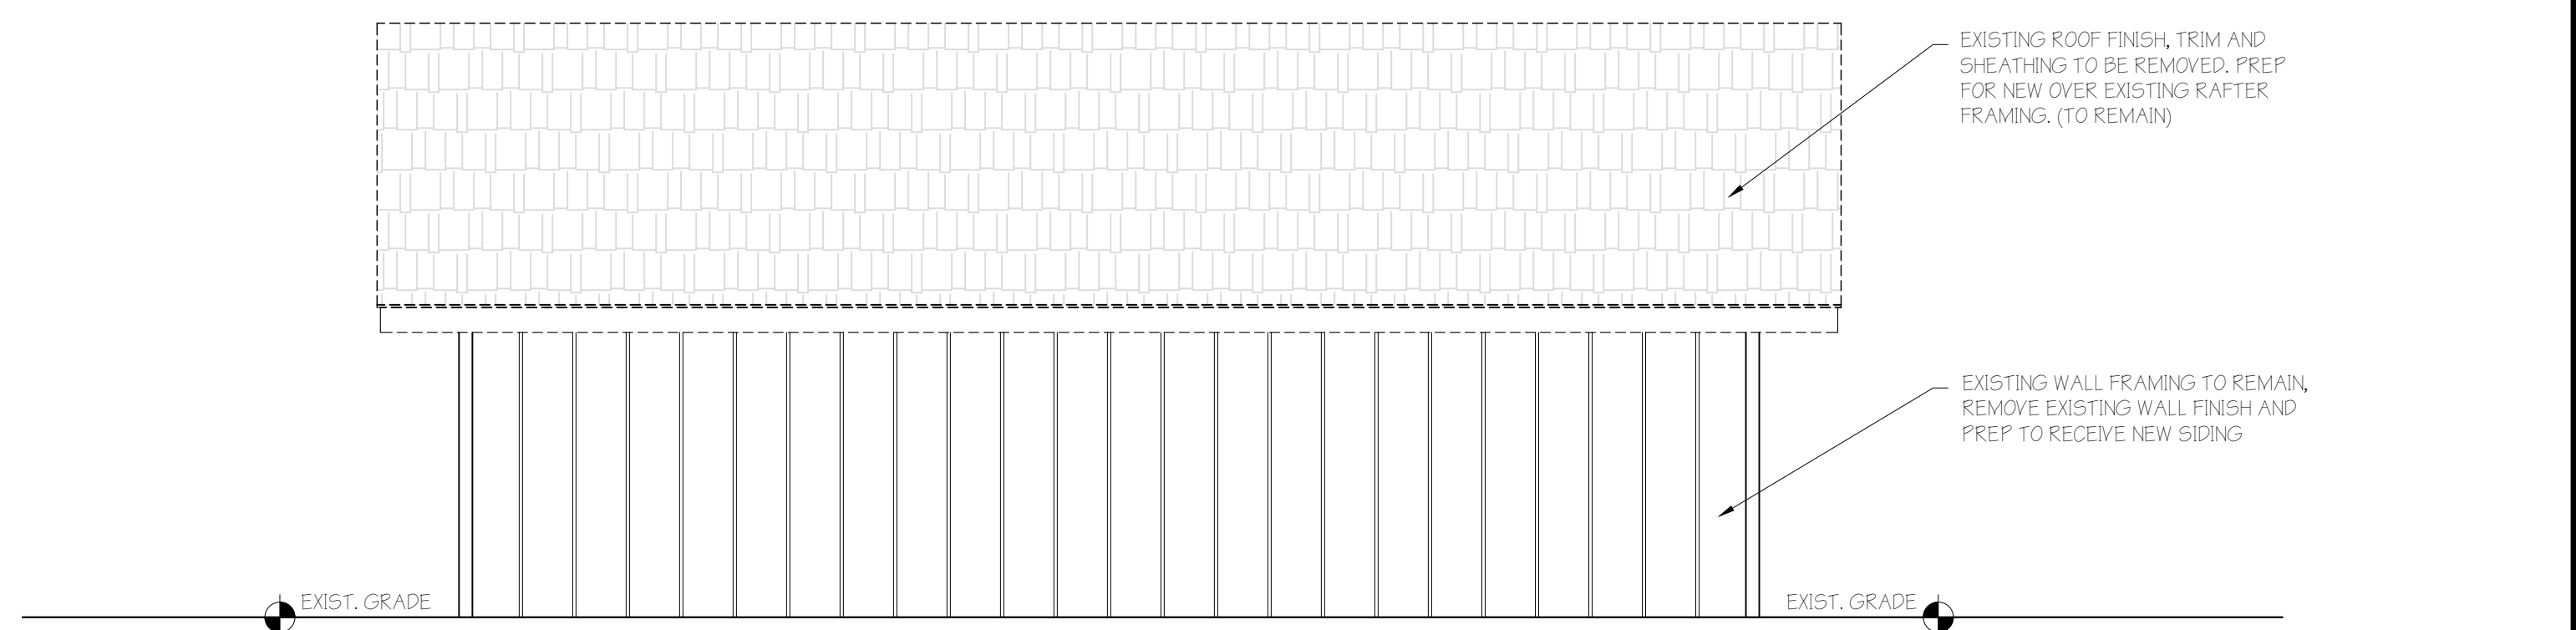 EXISTING ROOF FINISH, TRIM AND
SHEATHING TO BE REMOVED. PREP
FOR NEW OVER EXISTING RAFTER
FRAMING. (TO REMAIN)
EXISTING WALL FRAMING TO REMAIN,
REMOVE EXISTING WALL FINISH AND
PREP TO RECEIVE NEW SIDING
EXIST. GRADE
EXIST. GRADE